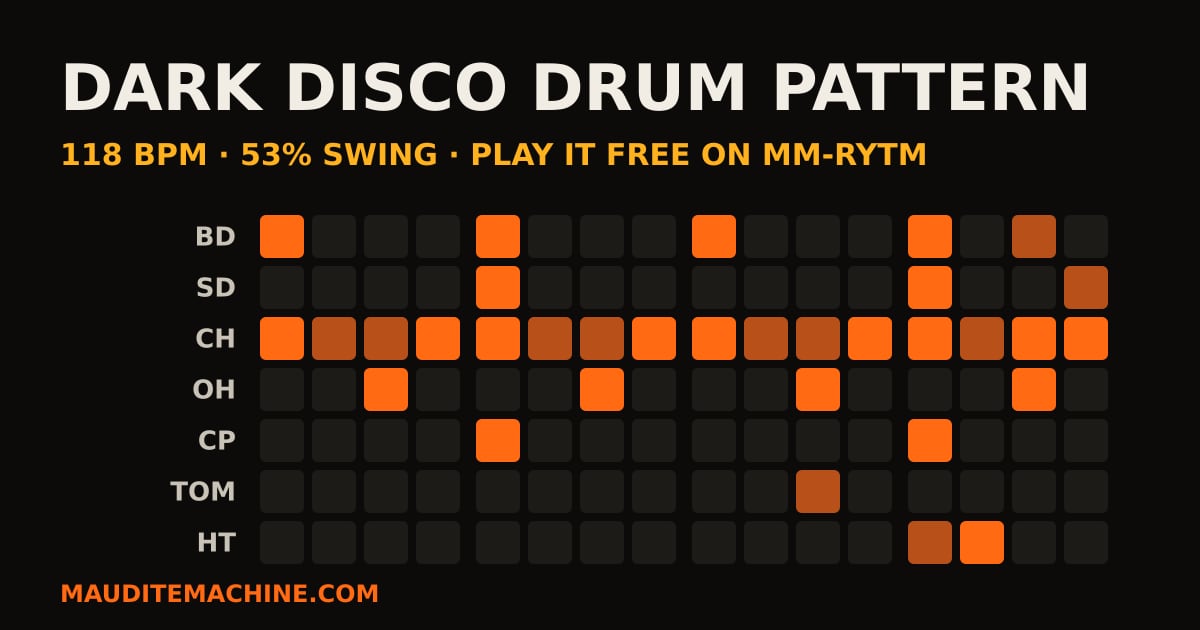 DARK DISCO DRUM PATTERN
118 BPM · 53% SWING · PLAY IT FREE ON MM-RYTM
BD
SD
CH
OH
CP
TOM
HT
MAUDITEMACHINE.COM